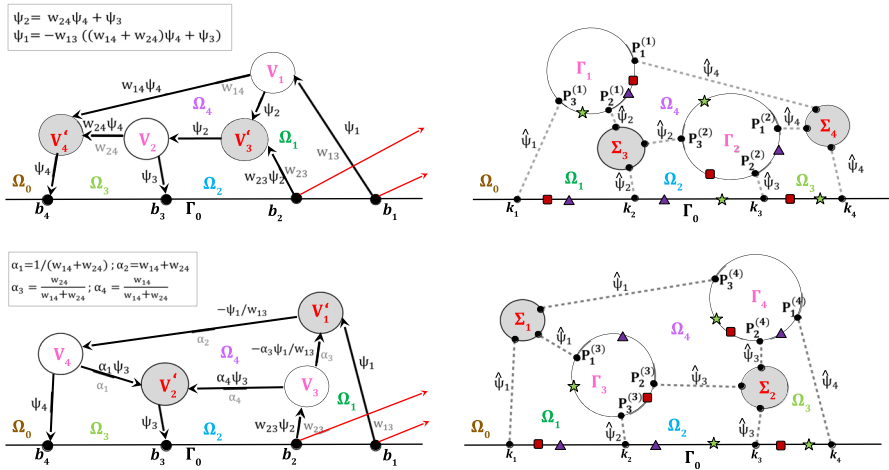 ψ₂= w₂₄ψ₄ + ψ₃
ψ₁= −w₁₃ ((w₁₄ + w₂₄)ψ₄ + ψ₃)
V₁
w₁₄ψ₄
w₁₄
Ω₄
ψ₂
ψ₁
V₄'
w₂₄ψ₄
w₂₄
V₂
ψ₂
V₃'
Ω₁
w₁₃
w₂₃
w₂₃ψ₂
ψ₄
ψ₃
Ω₀
Ω₃
Ω₂
b₄
b₃
Γ₀
b₂
b₁
Γ₁
P₁⁽¹⁾
P₂⁽¹⁾
P₃⁽¹⁾
ψ̂₄
Ω₄
ψ̂₁
ψ̂₂
Σ₃
ψ̂₂
P₃⁽²⁾
Γ₂
P₁⁽²⁾
P₂⁽²⁾
ψ̂₄
Σ₄
ψ̂₂
ψ̂₃
ψ̂₄
Ω₀
Ω₁
Ω₂
Ω₃
k₁
k₂
Γ₀
k₃
k₄
α₁=1/(w₁₄+w₂₄) ; α₂=w₁₄+w₂₄
α₃ = w₂₄/(w₁₄+w₂₄) ; α₄ = w₁₄/(w₁₄+w₂₄)
−ψ₁/w₁₃
V₁'
α₂
Ω₄
−α₃ψ₁/w₁₃
α₃
ψ₁
V₄
α₁ψ₃
α₁
V₂'
α₄ψ₃
α₄
V₃
Ω₁
ψ₄
ψ₃
w₂₃ψ₂
w₂₃
w₁₃
Ω₀
Ω₃
Ω₂
b₄
b₃
Γ₀
b₂
b₁
P₃⁽⁴⁾
Γ₄
P₁⁽⁴⁾
P₂⁽⁴⁾
ψ̂₁
Σ₁
ψ̂₁
Ω₄
P₁⁽³⁾
Γ₃
P₂⁽³⁾
P₃⁽³⁾
ψ̂₃
ψ̂₃
Σ₂
ψ̂₁
ψ̂₂
ψ̂₃
ψ̂₄
Ω₃
Ω₀
Ω₁
Ω₂
k₁
k₂
Γ₀
k₃
k₄